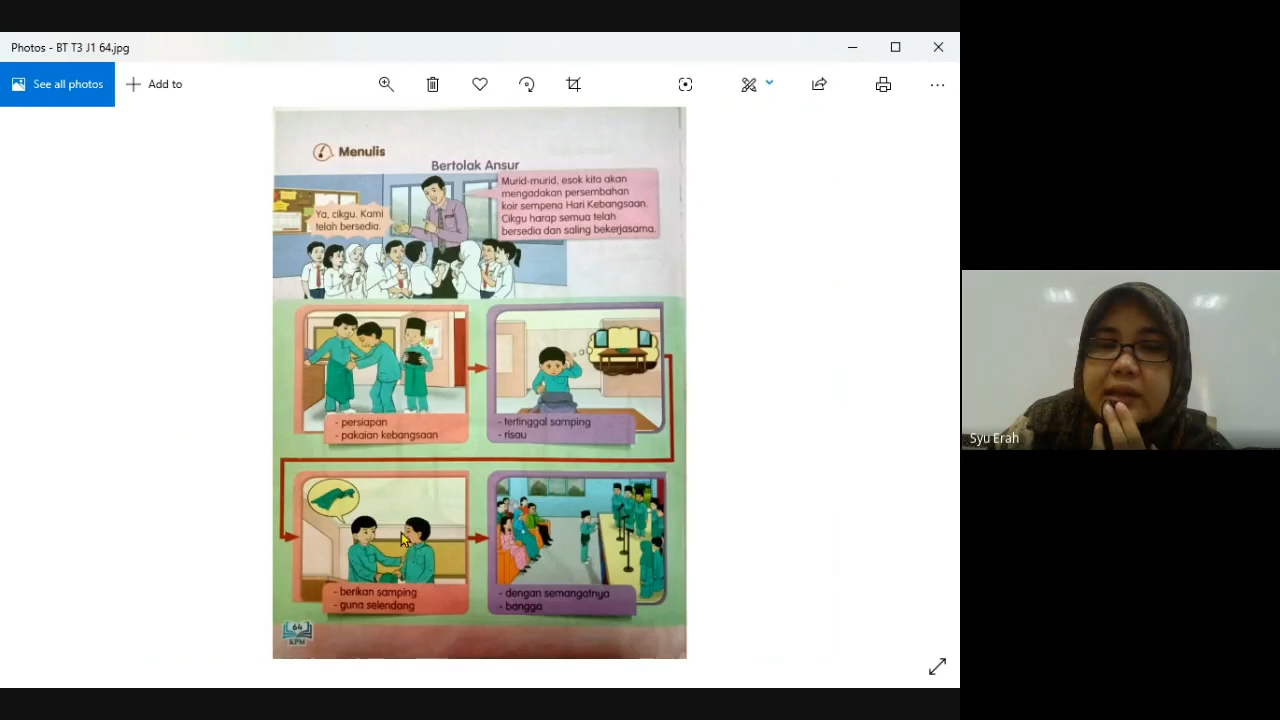 Photos - BT T3 J1 64.jpg
See all photos
Add to
Menulis
Bertolak Ansur
Murid-murid, esok kita akan
mengadakan persembahan
koir sempena Hari Kebangsaan.
Cikgu harap semua telah
bersedia dan saling bekerjasama.
Ya, cikgu. Kami
telah bersedia.
- persiapan
- pakaian kebangsaan
- tertinggal samping
- risau
- berikan samping
- guna selendang
- dengan semangatnya
- bangga
64
KPM
Syu Erah